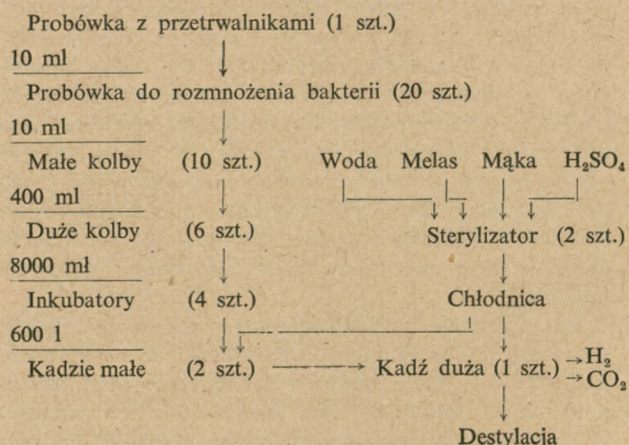 Probówka z przetrwalnikami (1 szt.)
10 ml
Probówka do rozmnożenia bakterii (20 szt.)
10 ml
Małe kolby (10 szt.) Woda Melas Mąka H₂SO₄
400 ml
Duże kolby (6 szt.) Sterylizator (2 szt.)
8000 ml
Inkubatory (4 szt.) Chłodnica
600 l
Kadzie małe (2 szt.) Kadź duża (1 szt.) H₂
CO₂
Destylacja